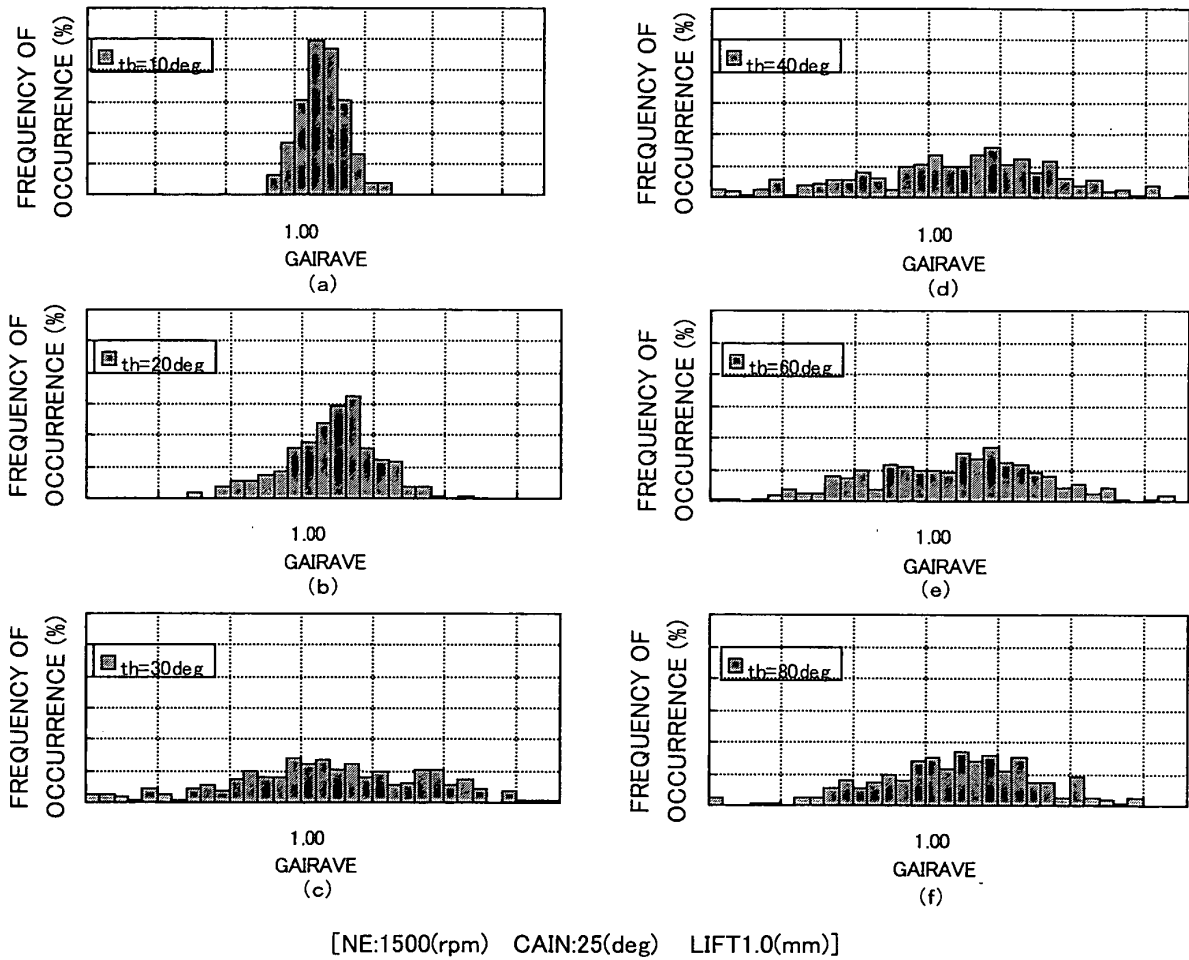 FREQUENCY OF
OCCURRENCE (%)
th=10deg
1.00
GAIRAVE
(a)
FREQUENCY OF
OCCURRENCE (%)
th=20deg
1.00
GAIRAVE
(b)
FREQUENCY OF
OCCURRENCE (%)
th=30deg
1.00
GAIRAVE
(c)
FREQUENCY OF
OCCURRENCE (%)
th=40deg
1.00
GAIRAVE
(d)
FREQUENCY OF
OCCURRENCE (%)
th=60deg
1.00
GAIRAVE
(e)
FREQUENCY OF
OCCURRENCE (%)
th=80deg
1.00
GAIRAVE
(f)
[NE:1500(rpm) CAIN:25(deg) LIFT1.0(mm)]